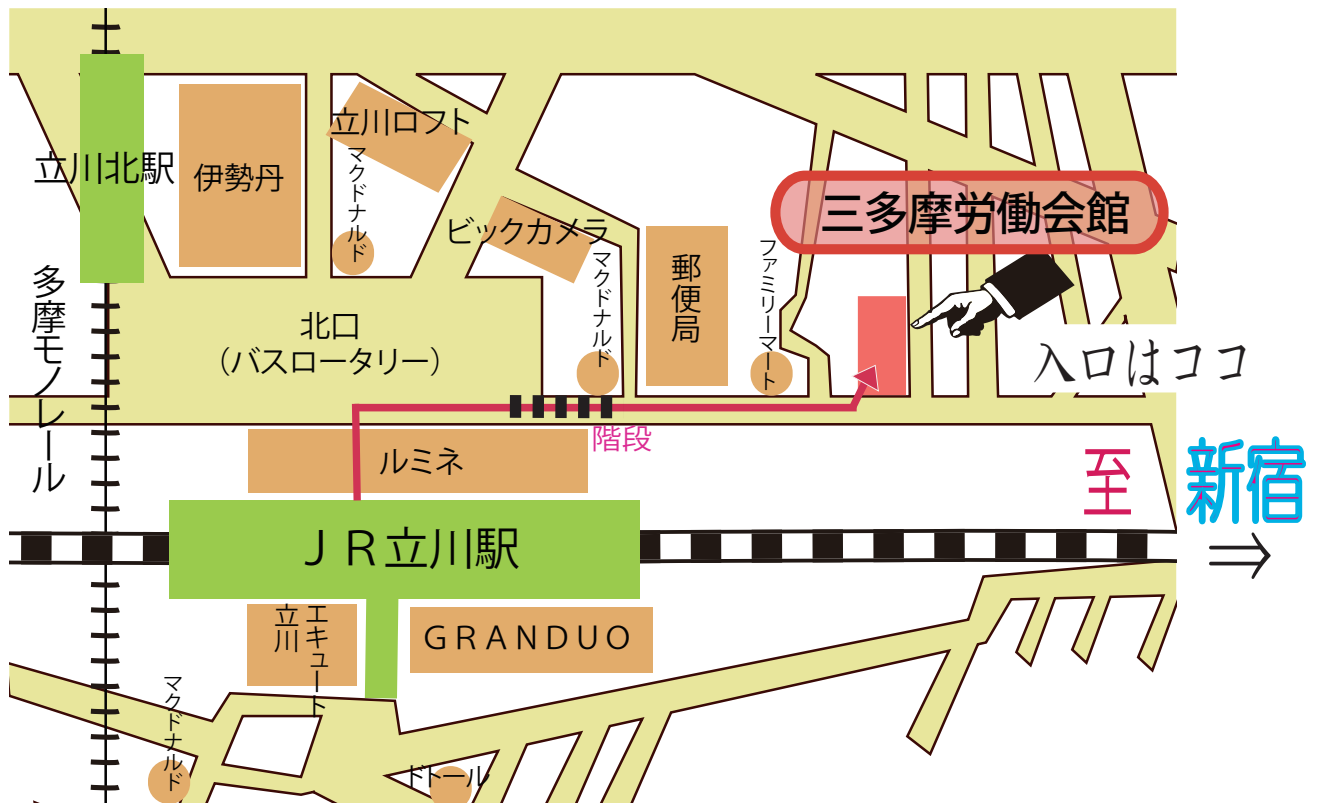 立川ロフト
立川北駅
伊勢丹
マクドナルド
ビックカメラ
三多摩労働会館
郵便局
マクドナルド
ファミリーマート
多摩モノレール
北口
（バスロータリー）
入口はココ
階段
ルミネ
至
新宿
⇒
ＪＲ立川駅
エキュート
立川
ＧＲＡＮＤＵＯ
マクドナルド
ドトール